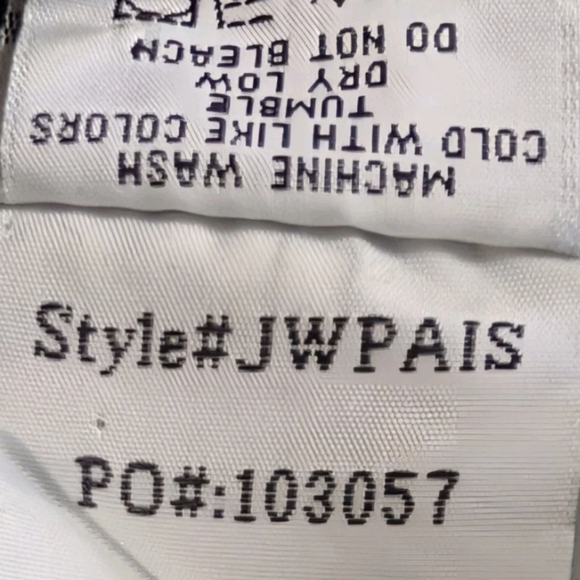 MACHINE WASH
COLD WITH LIKE COLORS
TUMBLE
DRY LOW
DO NOT BLEACH
Style#JWPAIS
PO#:103057